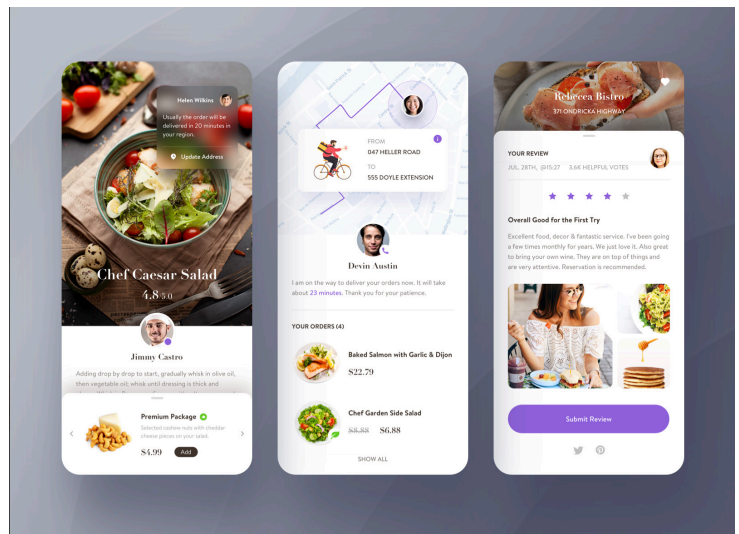 Helen Wilkins
Usually the order will be
delivered in 20 minutes in
your region.
Update Address
Chef Caesar Salad
4.8/5.0
Jimmy Castro
Adding drop by drop to start, gradually whisk in olive oil,
then vegetable oil; whisk until dressing is thick and
Premium Package
Selected cashew nuts with cheddar
cheese pieces on your salad.
$4.99
Add
FROM
047 HELLER ROAD
TO
555 DOYLE EXTENSION
Devin Austin
I am on the way to deliver your orders now. It will take
about 23 minutes. Thank you for your patience.
YOUR ORDERS (4)
Baked Salmon with Garlic & Dijon
$22.79
Chef Garden Side Salad
$8.88 $6.88
SHOW ALL
Rebecca Bistro
371 ONDRICKA HIGHWAY
YOUR REVIEW
JUL, 28TH, @15:27 3.6K HELPFUL VOTES
Overall Good for the First Try
Excellent food, decor & fantastic service. I've been going
a few times monthly for years. We just love it. Also great
to bring your own wine. They are on top of things and
are very attentive. Reservation is recommended.
Submit Review